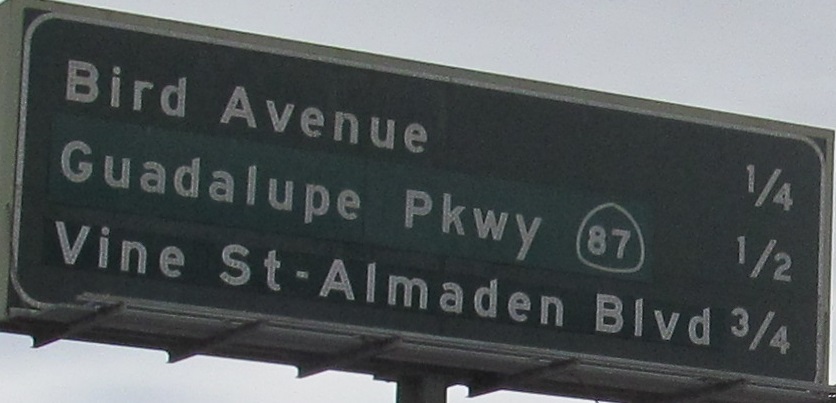 Bird Avenue 1/4
Guadalupe Pkwy 87 1/2
Vine St-Almaden Blvd 3/4